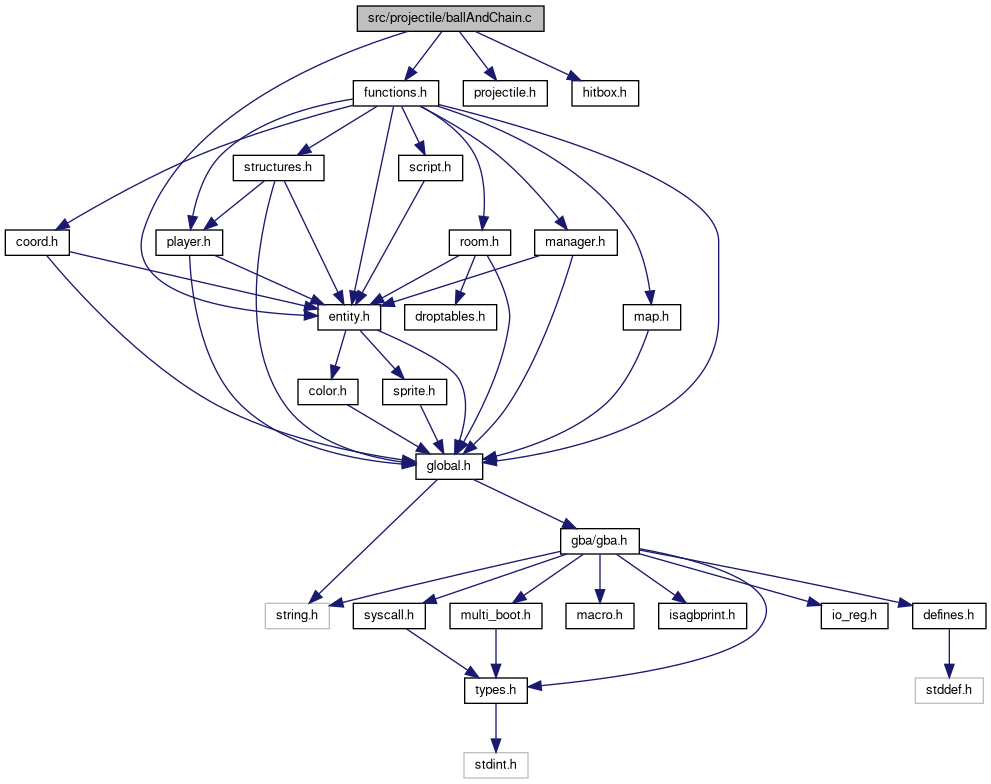 src/projectile/ballAndChain.c
functions.h
projectile.h
hitbox.h
structures.h
script.h
coord.h
player.h
room.h
manager.h
entity.h
droptables.h
map.h
color.h
sprite.h
global.h
gba/gba.h
string.h
syscall.h
multi_boot.h
macro.h
isagbprint.h
io_reg.h
defines.h
types.h
stddef.h
stdint.h